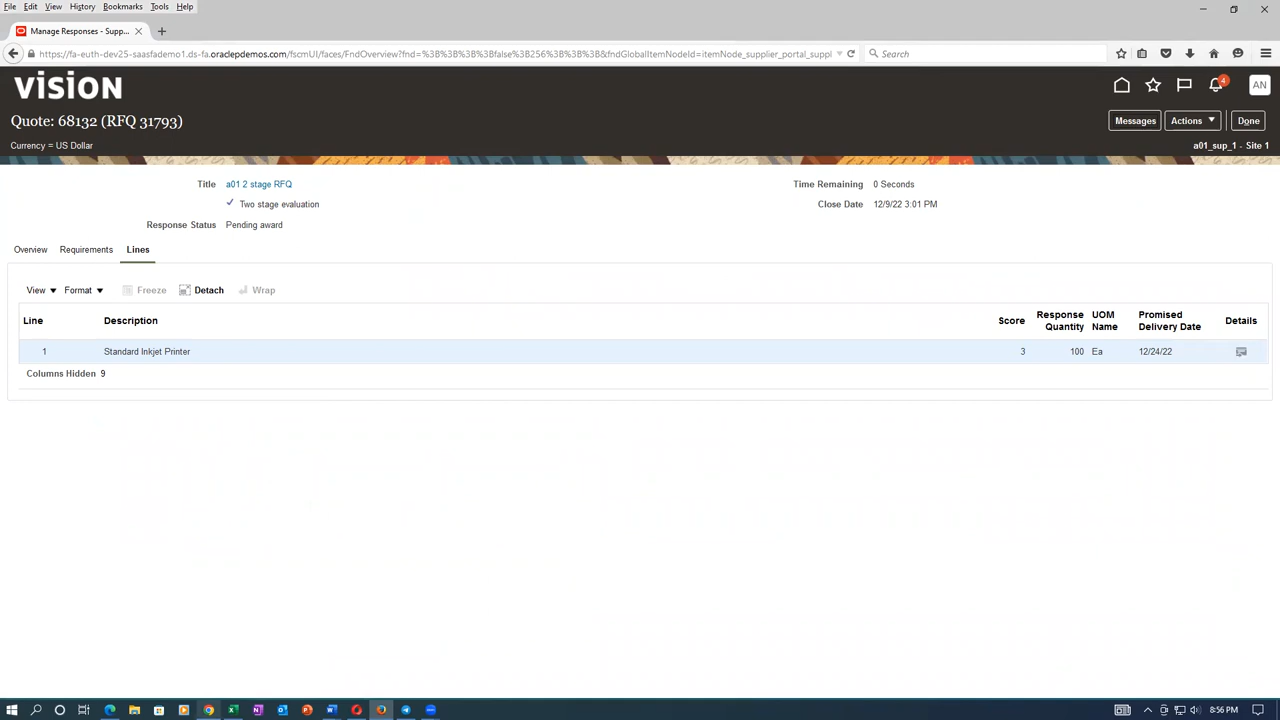 File Edit View History Bookmarks Tools Help
Manage Responses - Supp...
https://fa-euth-dev25-saasfademo1.ds-fa.oraclepdemos.com/fscmUI/faces/FndOverview?fnd=%3B%3B%3B%3Bfalse%3B256%3B%3B%3B&fndGlobalItemNodeId=itemNode_supplier_portal_suppl
Search
vision
4
AN
Quote: 68132 (RFQ 31793)
Messages Actions Done
Currency = US Dollar
a01_sup_1 - Site 1
Title a01 2 stage RFQ
Time Remaining 0 Seconds
Two stage evaluation
Close Date 12/9/22 3:01 PM
Response Status Pending award
Overview Requirements Lines
View Format Freeze Detach Wrap
Line Description Score Response Quantity UOM Name Promised Delivery Date Details
1 Standard Inkjet Printer 3 100 Ea 12/24/22
Columns Hidden 9
8:56 PM